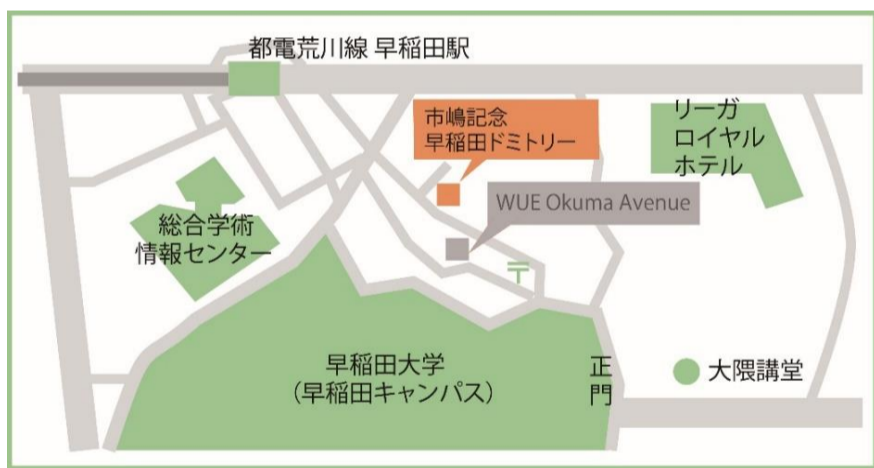 都電荒川線 早稲田駅
市嶋記念
早稲田ドミトリー
リーガ
ロイヤル
ホテル
WUE Okuma Avenue
総合学術
情報センター
〒
早稲田大学
（早稲田キャンパス）
正
門
大隈講堂